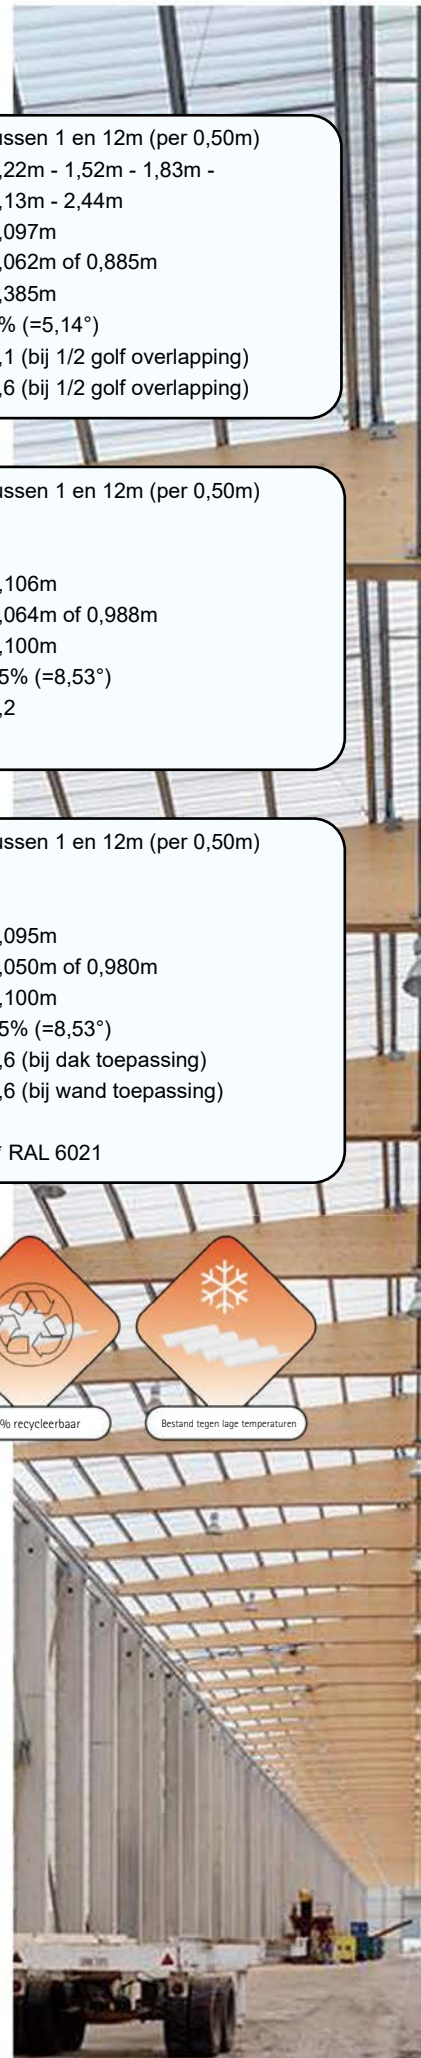 ussen 1 en 12m (per 0,50m)
,22m - 1,52m - 1,83m -
,13m - 2,44m
,097m
,062m of 0,885m
,385m
% (=5,14°)
,1 (bij 1/2 golf overlapping)
,6 (bij 1/2 golf overlapping)
ussen 1 en 12m (per 0,50m)
,106m
,064m of 0,988m
,100m
5% (=8,53°)
,2
ussen 1 en 12m (per 0,50m)
,095m
,050m of 0,980m
,100m
5% (=8,53°)
,6 (bij dak toepassing)
,6 (bij wand toepassing)
RAL 6021
% recycleerbaar
Bestand tegen lage temperaturen